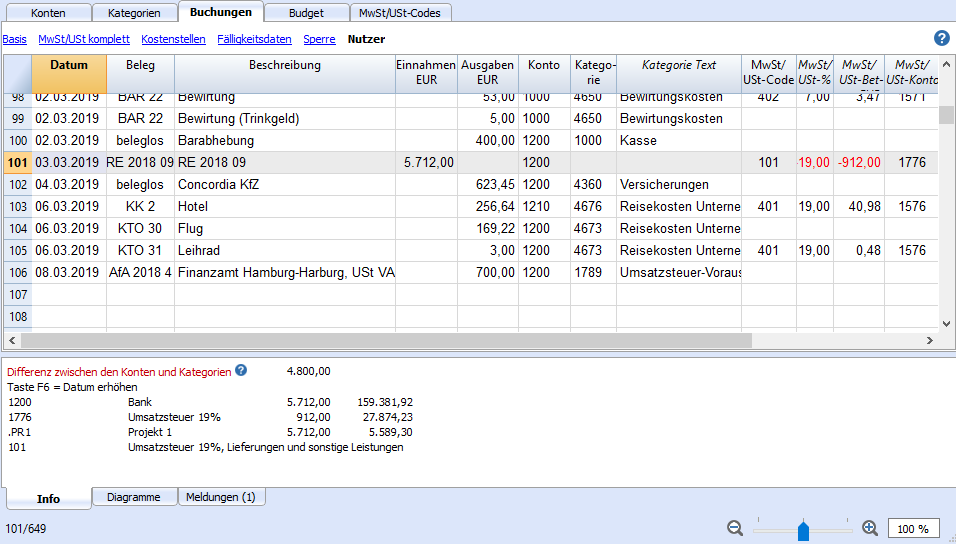 Konten Kategorien Buchungen Budget MwSt/USt-Codes
Basis MwSt/USt komplett Kostenstellen Fälligkeitsdaten Sperre Nutzer
Datum Beleg Beschreibung Einnahmen EUR Ausgaben EUR Konto Katego-rie Kategorie Text MwSt/ USt-Code MwSt/ USt-% MwSt/ USt-Bet- MwSt/ USt-Konto
98 02.03.2019 BAR 22 Bewirtung 53,00 1000 4650 Bewirtungskosten 402 7,00 3,47 1571
99 02.03.2019 BAR 22 Bewirtung (Trinkgeld) 5,00 1000 4650 Bewirtungskosten
100 02.03.2019 beleglos Barabhebung 400,00 1200 1000 Kasse
101 03.03.2019 RE 2018 09 RE 2018 09 5.712,00 1200 101 -19,00 -912,00 1776
102 04.03.2019 beleglos Concordia KfZ 623,45 1200 4360 Versicherungen
103 06.03.2019 KK 2 Hotel 256,64 1210 4676 Reisekosten Unterne 401 19,00 40,98 1576
104 06.03.2019 KTO 30 Flug 169,22 1200 4673 Reisekosten Unterne
105 06.03.2019 KTO 31 Leihrad 3,00 1200 4673 Reisekosten Unterne 401 19,00 0,48 1576
106 08.03.2019 AfA 2018 4 Finanzamt Hamburg-Harburg, USt VA 700,00 1200 1789 Umsatzsteuer-Voraus
107
108
Differenz zwischen den Konten und Kategorien ? 4.800,00
Taste F6 = Datum erhöhen
1200 Bank 5.712,00 159.381,92
1776 Umsatzsteuer 19% 912,00 27.874,23
.PR1 Projekt 1 5.712,00 5.589,30
101 Umsatzsteuer 19%, Lieferungen und sonstige Leistungen
Info Diagramme Meldungen (1)
101/649 100 %